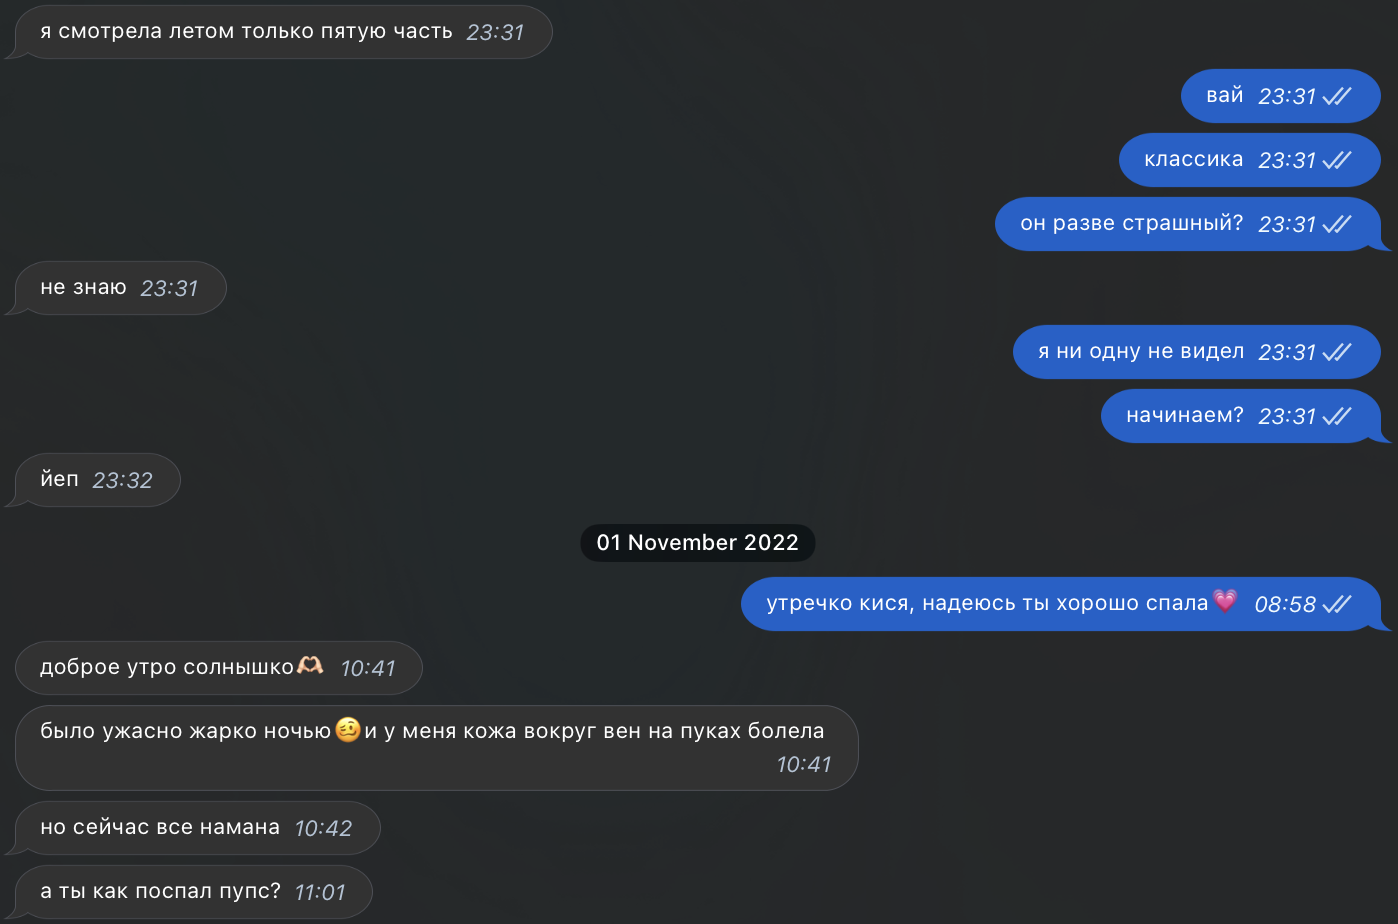 я смотрела летом только пятую часть 23:31
вай 23:31
классика 23:31
он разве страшный? 23:31
не знаю 23:31
я ни одну не видел 23:31
начинаем? 23:31
йеп 23:32
01 November 2022
утречко кися, надеюсь ты хорошо спала💗 08:58
доброе утро солнышко🫶🏻 10:41
было ужасно жарко ночью🥴и у меня кожа вокруг вен на пуках болела
10:41
но сейчас все намана 10:42
а ты как поспал пупс? 11:01